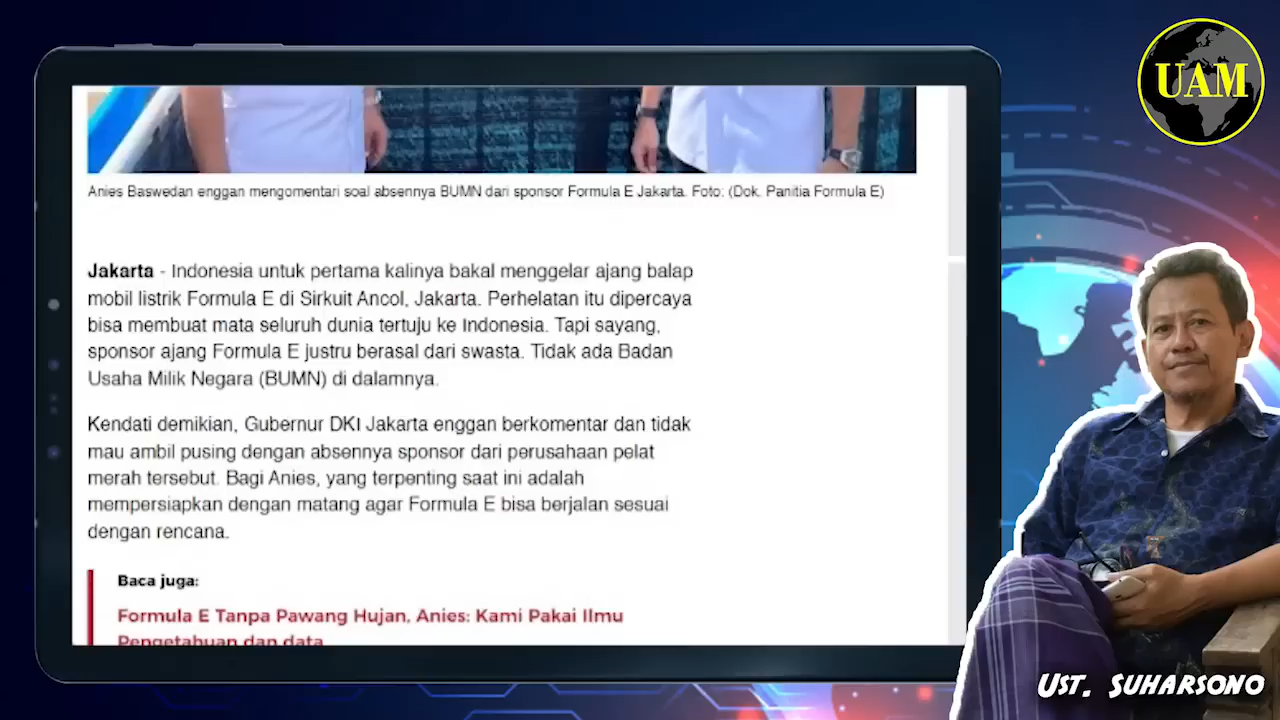 UAM
Anies Baswedan enggan mengomentari soal absennya BUMN dari sponsor Formula E Jakarta. Foto: (Dok. Panitia Formula E)
Jakarta - Indonesia untuk pertama kalinya bakal menggelar ajang balap
mobil listrik Formula E di Sirkuit Ancol, Jakarta. Perhelatan itu dipercaya
bisa membuat mata seluruh dunia tertuju ke Indonesia. Tapi sayang,
sponsor ajang Formula E justru berasal dari swasta. Tidak ada Badan
Usaha Milik Negara (BUMN) di dalamnya.
Kendati demikian, Gubernur DKI Jakarta enggan berkomentar dan tidak
mau ambil pusing dengan absennya sponsor dari perusahaan pelat
merah tersebut. Bagi Anies, yang terpenting saat ini adalah
mempersiapkan dengan matang agar Formula E bisa berjalan sesuai
dengan rencana.
Baca juga:
Formula E Tanpa Pawang Hujan, Anies: Kami Pakai Ilmu
Pengetahuan dan data
Ust. Suharsono